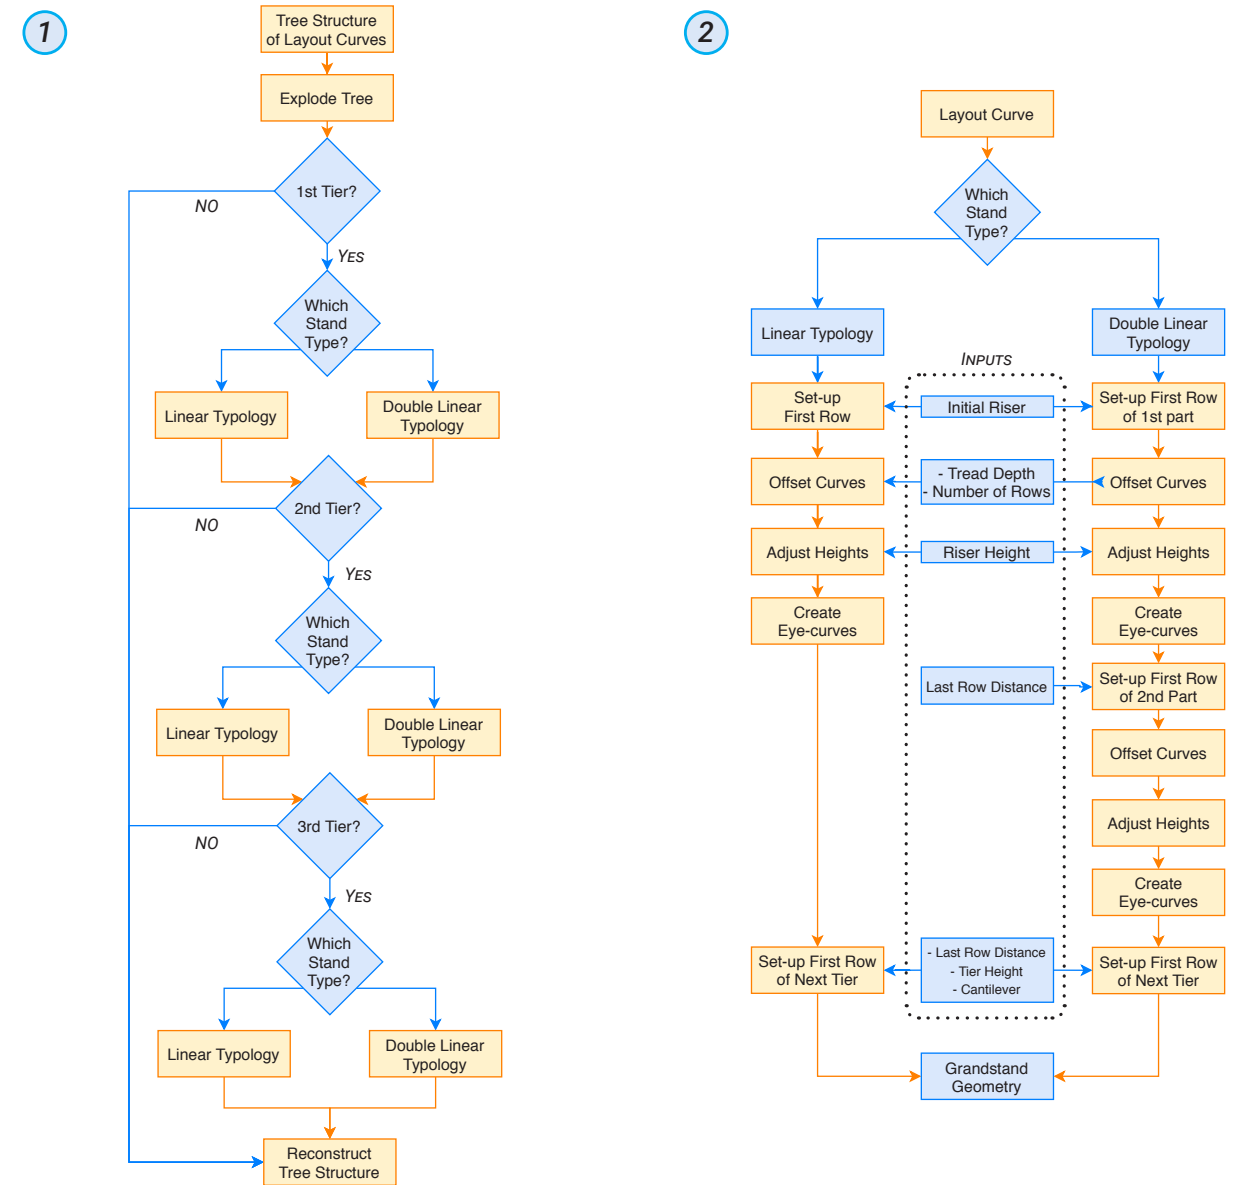 1
Tree Structure
of Layout Curves
Explode Tree
1st Tier?
NO
YES
Which
Stand
Type?
Linear Typology
Double Linear
Typology
2nd Tier?
NO
YES
Which
Stand
Type?
Linear Typology
Double Linear
Typology
3rd Tier?
NO
YES
Which
Stand
Type?
Linear Typology
Double Linear
Typology
Reconstruct
Tree Structure
2
Layout Curve
Which
Stand
Type?
Linear Typology
Double Linear
Typology
INPUTS
Set-up
First Row
Initial Riser
Set-up First Row
of 1st part
Offset Curves
- Tread Depth
- Number of Rows
Offset Curves
Adjust Heights
Riser Height
Adjust Heights
Create
Eye-curves
Create
Eye-curves
Last Row Distance
Set-up First Row
of 2nd Part
Offset Curves
Adjust Heights
Create
Eye-curves
Set-up First Row
of Next Tier
- Last Row Distance
- Tier Height
- Cantilever
Set-up First Row
of Next Tier
Grandstand
Geometry